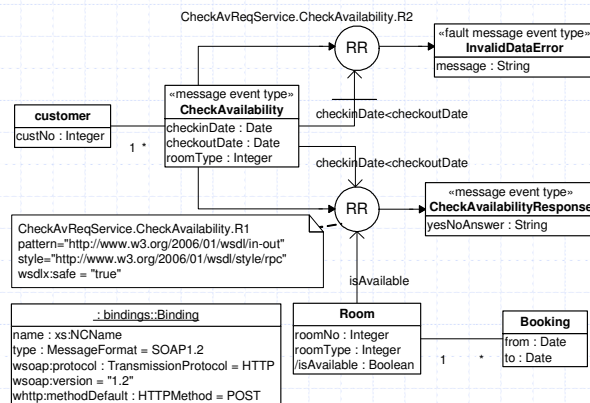 CheckAvReqService.CheckAvailability.R2
RR
«fault message event type»
InvalidDataError
message : String
«message event type»
CheckAvailability
checkinDate : Date
checkoutDate : Date
roomType : Integer
customer
custNo : Integer
1 *
checkinDate<checkoutDate
checkinDate<checkoutDate
RR
«message event type»
CheckAvailabilityResponse
yesNoAnswer : String
CheckAvReqService.CheckAvailability.R1
pattern="http://www.w3.org/2006/01/wsdl/in-out"
style="http://www.w3.org/2006/01/wsdl/style/rpc"
wsdlx:safe = "true"
isAvailable
: bindings::Binding
name : xs:NCName
type : MessageFormat = SOAP1.2
wsoap:protocol : TransmissionProtocol = HTTP
wsoap:version = "1.2"
whttp:methodDefault : HTTPMethod = POST
Room
roomNo : Integer
roomType : Integer
/isAvailable : Boolean
1 *
Booking
from : Date
to : Date